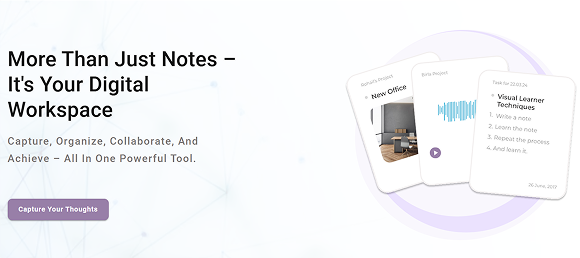 More Than Just Notes –
It's Your Digital
Workspace
Capture, Organize, Collaborate, And
Achieve – All In One Powerful Tool.
Capture Your Thoughts
Project
New Office
Birls Project
Task for 22.03.24
Visual Learner
Techniques
1. Write a note
2. Learn the note
3. Repeat the process
4. And learn it.
26 June, 2017